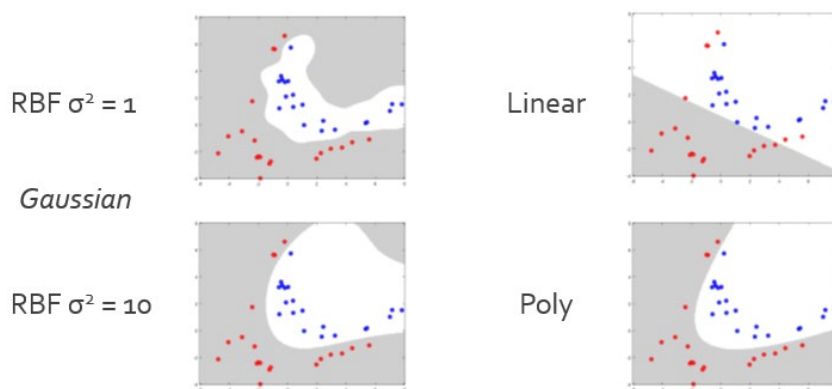 RBF σ² = 1
Linear
Gaussian
RBF σ² = 10
Poly